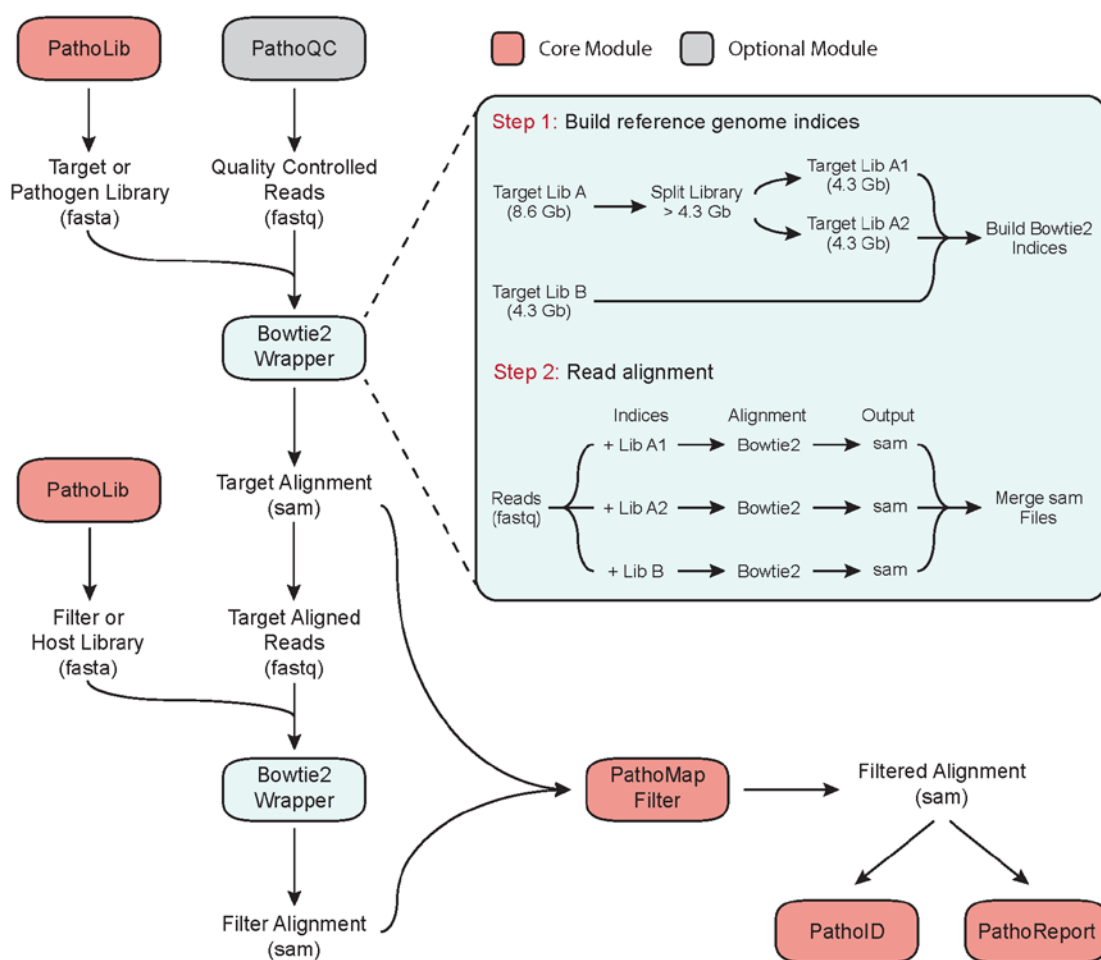 PathoLib
PathoQC
Core Module
Optional Module
Target or
Pathogen Library
(fasta)
Quality Controlled
Reads
(fastq)
Bowtie2
Wrapper
Step 1: Build reference genome indices
Target Lib A
(8.6 Gb)
Split Library
> 4.3 Gb
Target Lib A1
(4.3 Gb)
Target Lib A2
(4.3 Gb)
Build Bowtie2
Indices
Target Lib B
(4.3 Gb)
Step 2: Read alignment
Indices
Alignment
Output
Reads
(fastq)
+ Lib A1
Bowtie2
sam
+ Lib A2
Bowtie2
sam
+ Lib B
Bowtie2
sam
Merge sam
Files
PathoLib
Target Alignment
(sam)
Filter or
Host Library
(fasta)
Target Aligned
Reads
(fastq)
Bowtie2
Wrapper
Filter Alignment
(sam)
PathoMap
Filter
Filtered Alignment
(sam)
PathoID
PathoReport